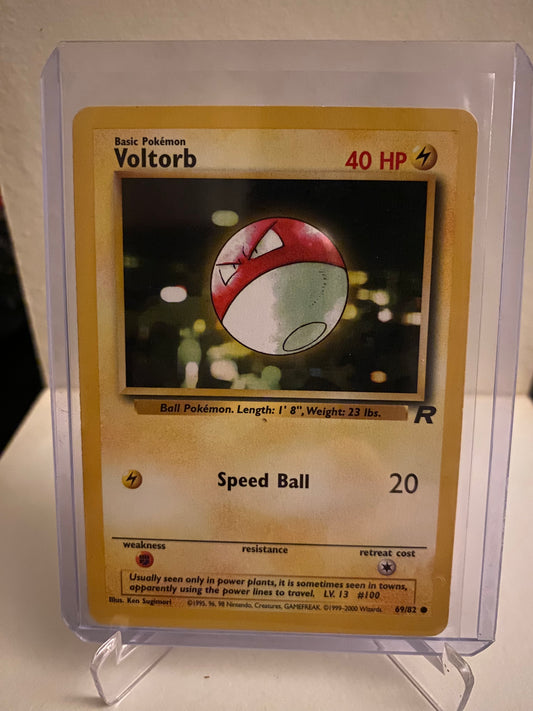 Basic Pokémon
Voltorb 40 HP
Ball Pokémon. Length: 1' 8", Weight: 23 lbs.
R
Speed Ball 20
weakness resistance retreat cost
Usually seen only in power plants, it is sometimes seen in towns,
apparently using the power lines to travel. LV. 13 #100
Illus. Ken Sugimori ©1995, 96, 98 Nintendo, Creatures, GAMEFREAK. ©1999-2000 Wizards. 69/82